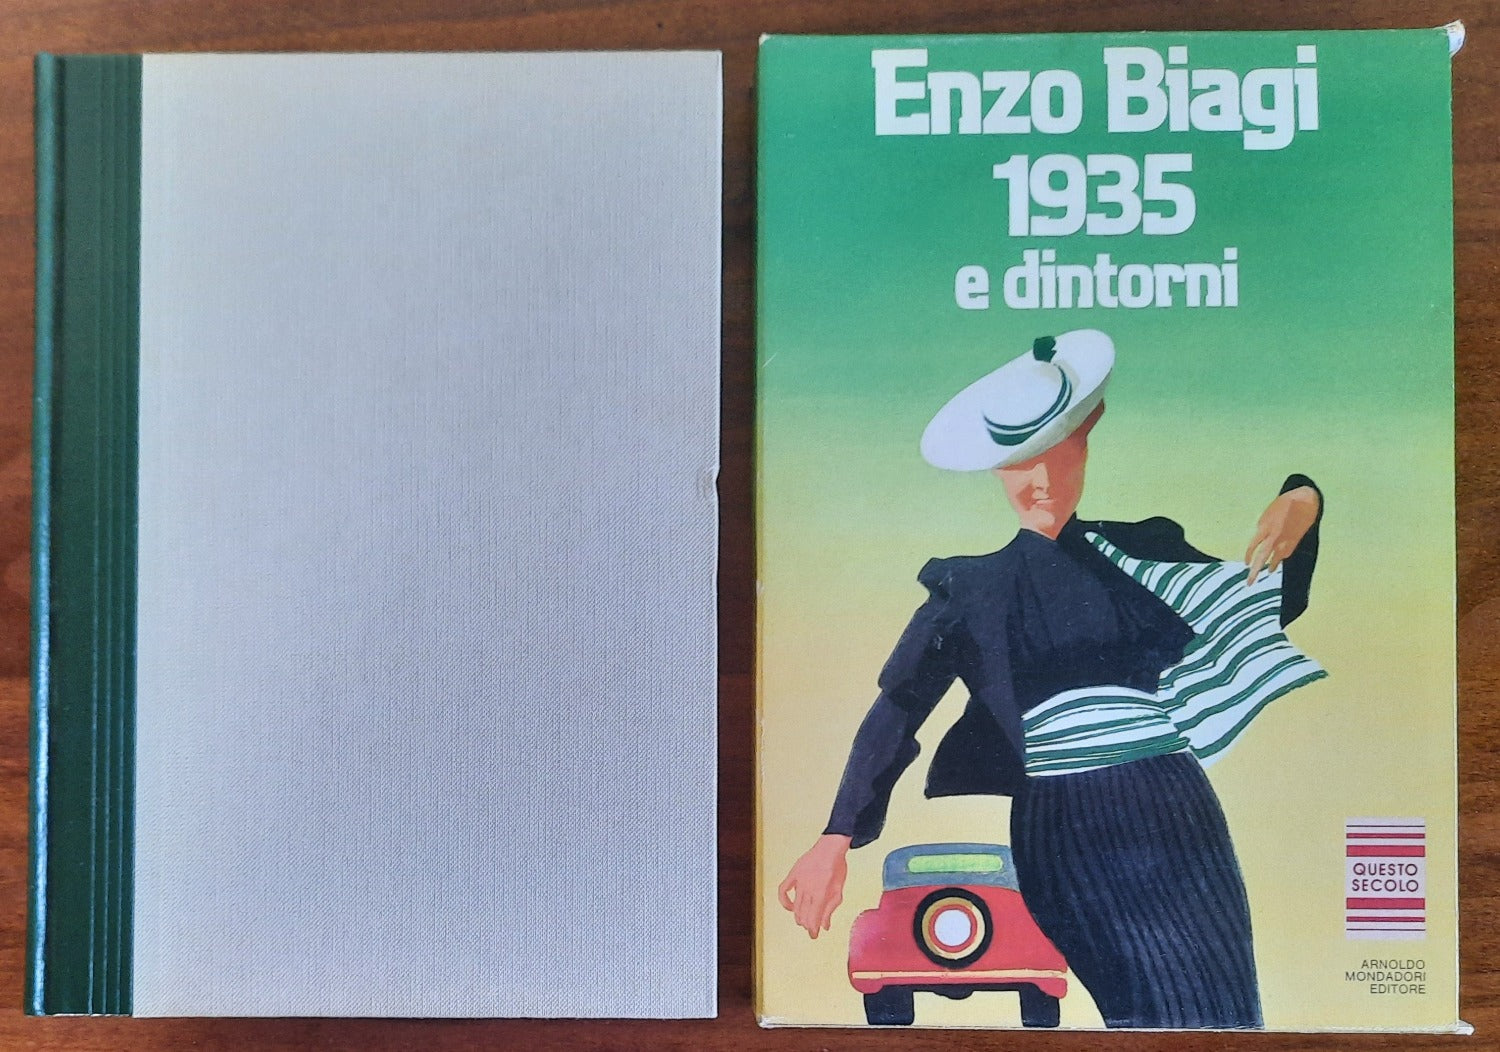 Enzo Biagi
1935
e dintorni
QUESTO
SECOLO
ARNOLDO
MONDADORI
EDITORE